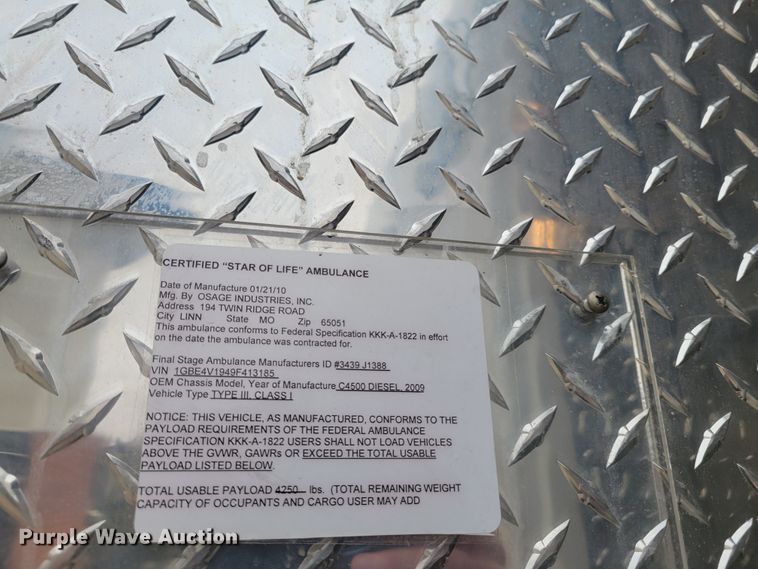 CERTIFIED "STAR OF LIFE" AMBULANCE
Date of Manufacture 01/21/10
Mfg. By OSAGE INDUSTRIES, INC.
Address 194 TWIN RIDGE ROAD
City LINN State MO Zip 65051
This ambulance conforms to Federal Specification KKK-A-1822 in effort
on the date the ambulance was contracted for.
Final Stage Ambulance Manufacturers ID #3439 J1388
VIN 1GBE4V1949F413185
OEM Chassis Model, Year of Manufacture C4500 DIESEL, 2009
Vehicle Type TYPE III, CLASS I
NOTICE: THIS VEHICLE, AS MANUFACTURED, CONFORMS TO THE
PAYLOAD REQUIREMENTS OF THE FEDERAL AMBULANCE
SPECIFICATION KKK-A-1822 USERS SHALL NOT LOAD VEHICLES
ABOVE THE GVWR, GAWRs OR EXCEED THE TOTAL USABLE
PAYLOAD LISTED BELOW.
TOTAL USABLE PAYLOAD 4250 lbs. (TOTAL REMAINING WEIGHT
CAPACITY OF OCCUPANTS AND CARGO USER MAY ADD
Purple Wave Auction